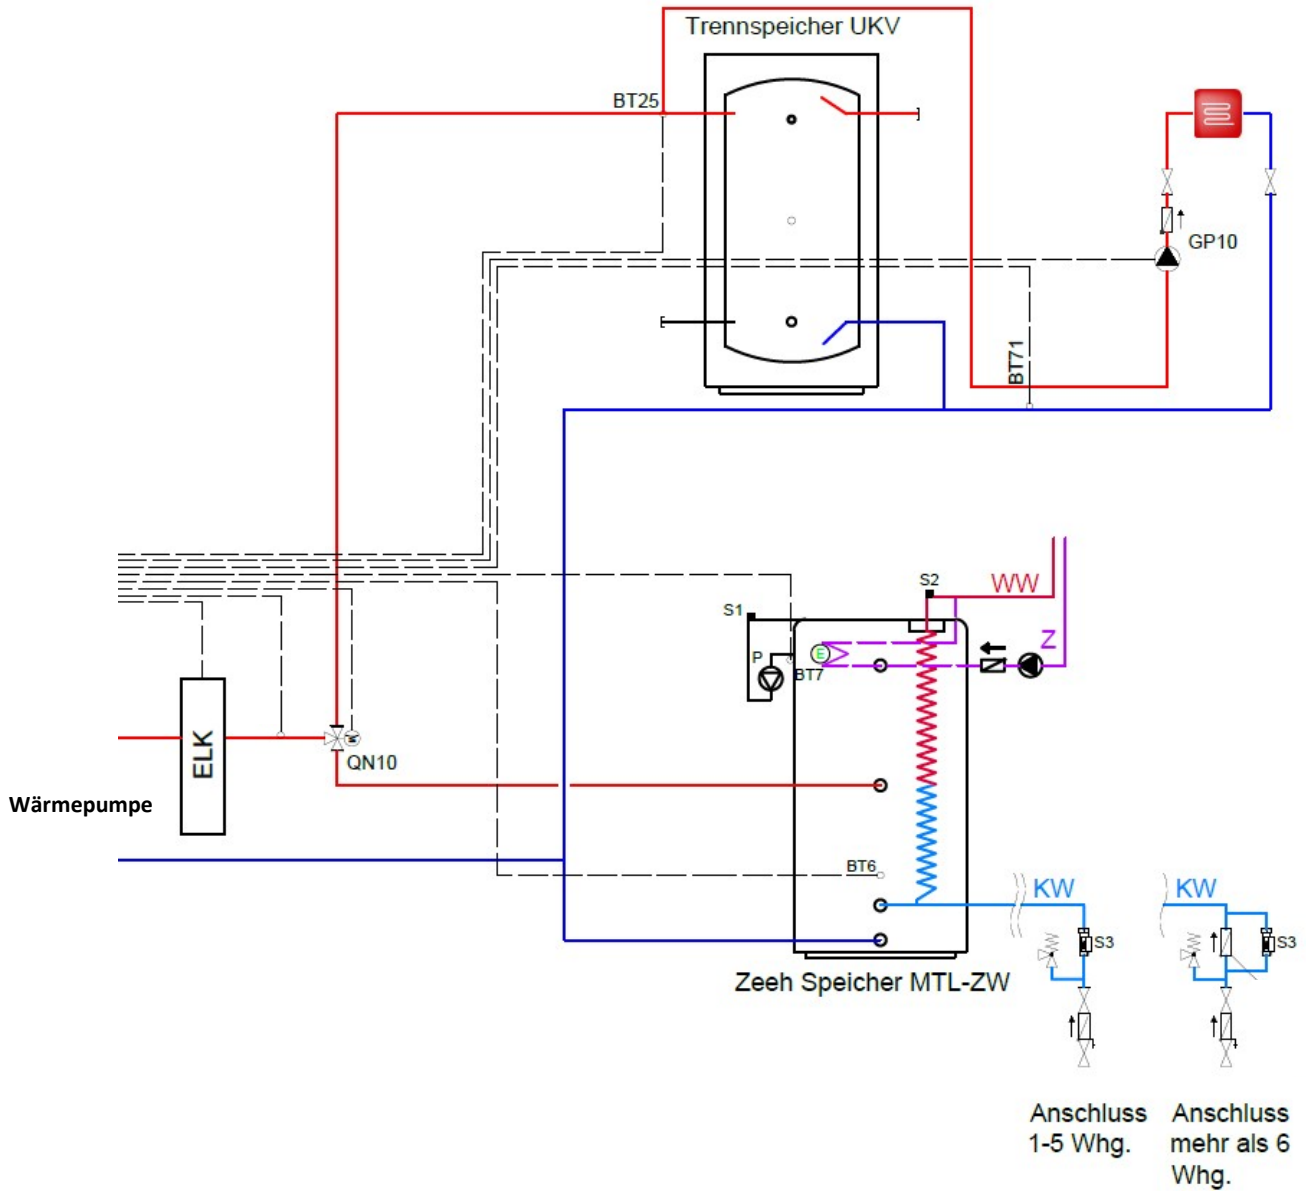 Trennspeicher UKV
BT25
GP10
BT71
S2
WW
S1
Z
P
E
BT7
ELK
M
QN10
Wärmepumpe
BT6
KW
KW
S3
S3
Zeeh Speicher MTL-ZW
Anschluss
1-5 Whg.
Anschluss
mehr als 6
Whg.